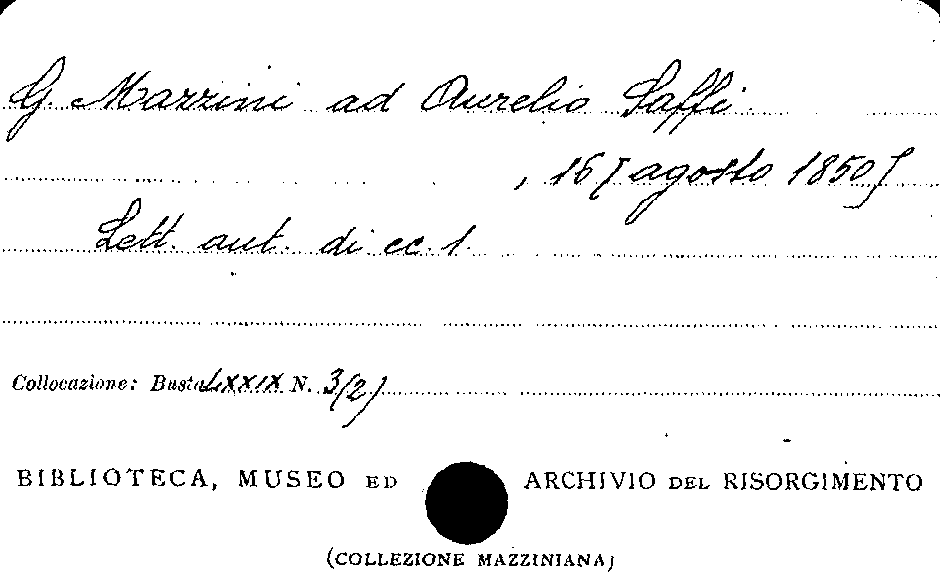 G. Mazzini ad Aurelio Saffi.
, 16 [agosto 1850]
Lett. aut. di cc. 1.
Collocazione: Busta LXXIX N. 3(2)
BIBLIOTECA, MUSEO ED ARCHIVIO DEL RISORGIMENTO
(COLLEZIONE MAZZINIANA)